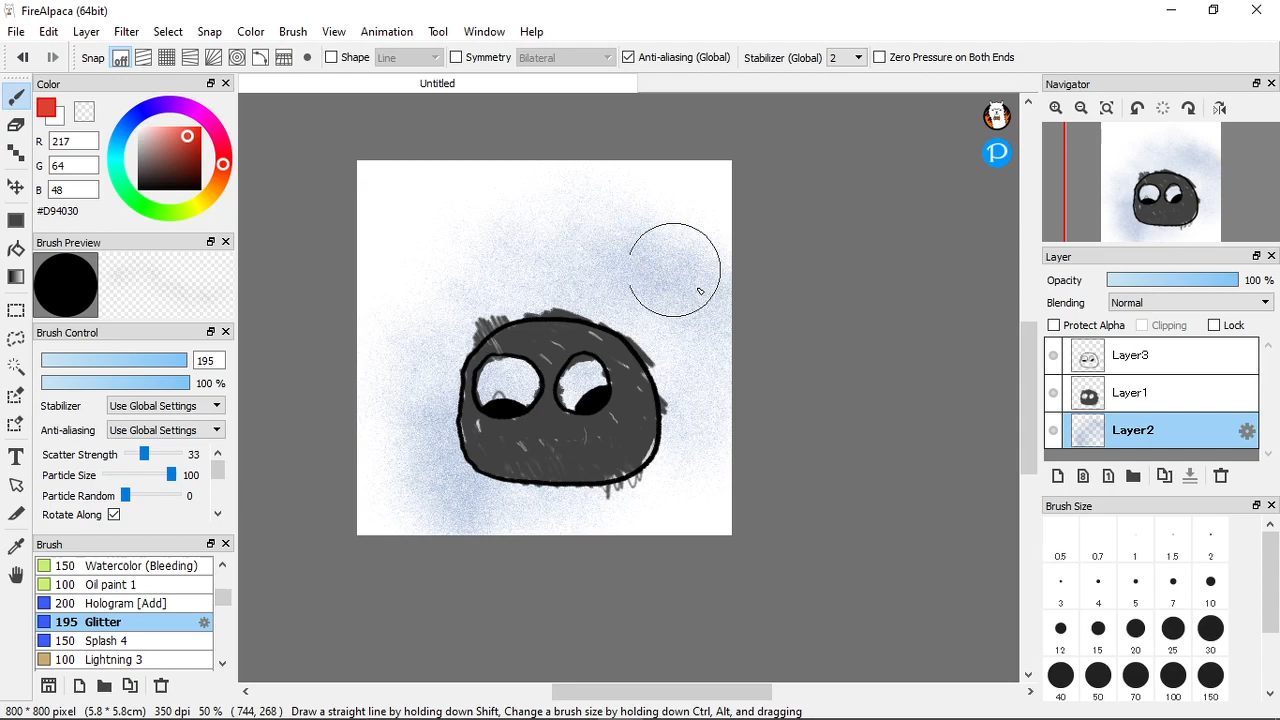 FireAlpaca (64bit)
File Edit Layer Filter Select Snap Color Brush View Animation Tool Window Help
Snap off Shape Line Symmetry Bilateral Anti-aliasing (Global) Stabilizer (Global) 2 Zero Pressure on Both Ends
Color
R 217
G 64
B 48
#D94030
Brush Preview
Brush Control
195
100 %
Stabilizer Use Global Settings
Anti-aliasing Use Global Settings
Scatter Strength 33
Particle Size 100
Particle Random 0
Rotate Along
Brush
150 Watercolor (Bleeding)
100 Oil paint 1
200 Hologram [Add]
195 Glitter
150 Splash 4
100 Lightning 3
Untitled
P
Navigator
Layer
Opacity 100 %
Blending Normal
Protect Alpha Clipping Lock
Layer3
Layer1
Layer2
8 1
Brush Size
0.5 0.7 1 1.5 2
3 4 5 7 10
12 15 20 25 30
40 50 70 100 150
800 * 800 pixel (5.8 * 5.8cm) 350 dpi 50 % ( 744, 268 ) Draw a straight line by holding down Shift, Change a brush size by holding down Ctrl, Alt, and dragging